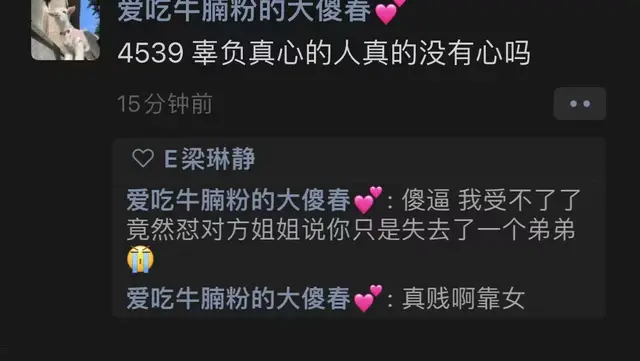 爱吃牛腩粉的大傻春💕
4539 辜负真心的人真的没有心吗
15分钟前
E梁琳静
爱吃牛腩粉的大傻春💕: 傻逼 我受不了了
竟然怼对方姐姐说你只是失去了一个弟弟
😭
爱吃牛腩粉的大傻春💕: 真贱啊靠女